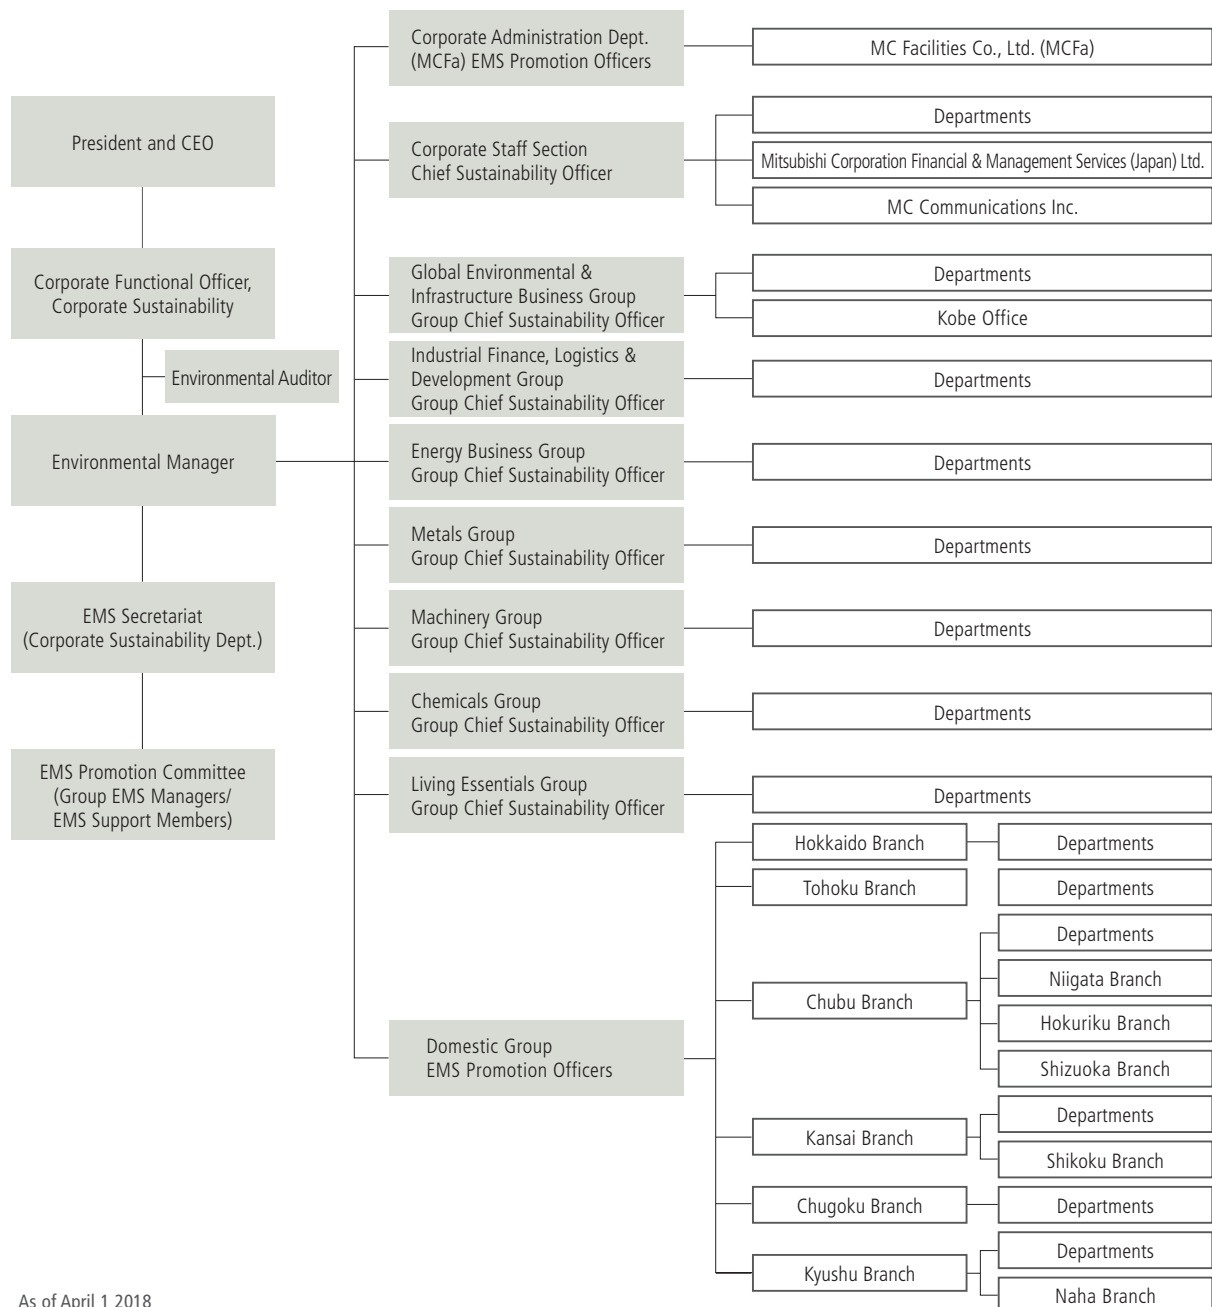 President and CEO
Corporate Functional Officer,
Corporate Sustainability
Environmental Auditor
Environmental Manager
EMS Secretariat
(Corporate Sustainability Dept.)
EMS Promotion Committee
(Group EMS Managers/
EMS Support Members)
Corporate Administration Dept.
(MCFa) EMS Promotion Officers
MC Facilities Co., Ltd. (MCFa)
Corporate Staff Section
Chief Sustainability Officer
Departments
Mitsubishi Corporation Financial & Management Services (Japan) Ltd.
MC Communications Inc.
Global Environmental &
Infrastructure Business Group
Group Chief Sustainability Officer
Departments
Kobe Office
Industrial Finance, Logistics &
Development Group
Group Chief Sustainability Officer
Departments
Energy Business Group
Group Chief Sustainability Officer
Departments
Metals Group
Group Chief Sustainability Officer
Departments
Machinery Group
Group Chief Sustainability Officer
Departments
Chemicals Group
Group Chief Sustainability Officer
Departments
Living Essentials Group
Group Chief Sustainability Officer
Departments
Domestic Group
EMS Promotion Officers
Hokkaido Branch
Departments
Tohoku Branch
Departments
Chubu Branch
Departments
Niigata Branch
Hokuriku Branch
Shizuoka Branch
Kansai Branch
Departments
Shikoku Branch
Chugoku Branch
Departments
Kyushu Branch
Departments
Naha Branch
As of April 1 2018